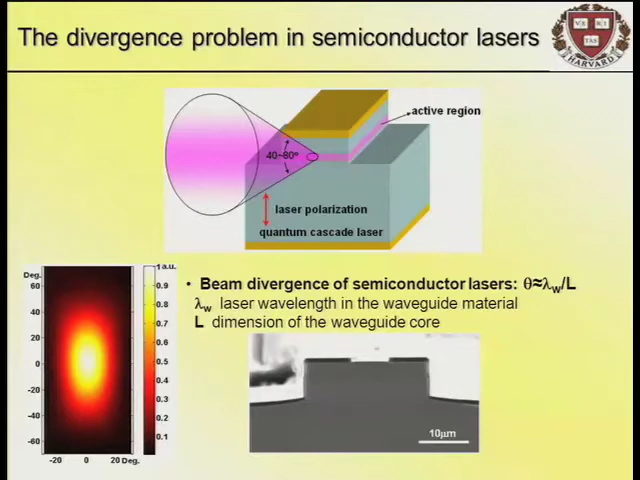 The divergence problem in semiconductor lasers
VE RI
TAS
HARVARD
active region
40~80º
laser polarization
quantum cascade laser
Deg.
60
40
20
0
-20
-40
-60
-20 0 20 Deg.
1a.u.
0.9
0.8
0.7
0.6
0.5
0.4
0.3
0.2
0.1
• Beam divergence of semiconductor lasers: θ≈λw/L
λw laser wavelength in the waveguide material
L dimension of the waveguide core
10μm